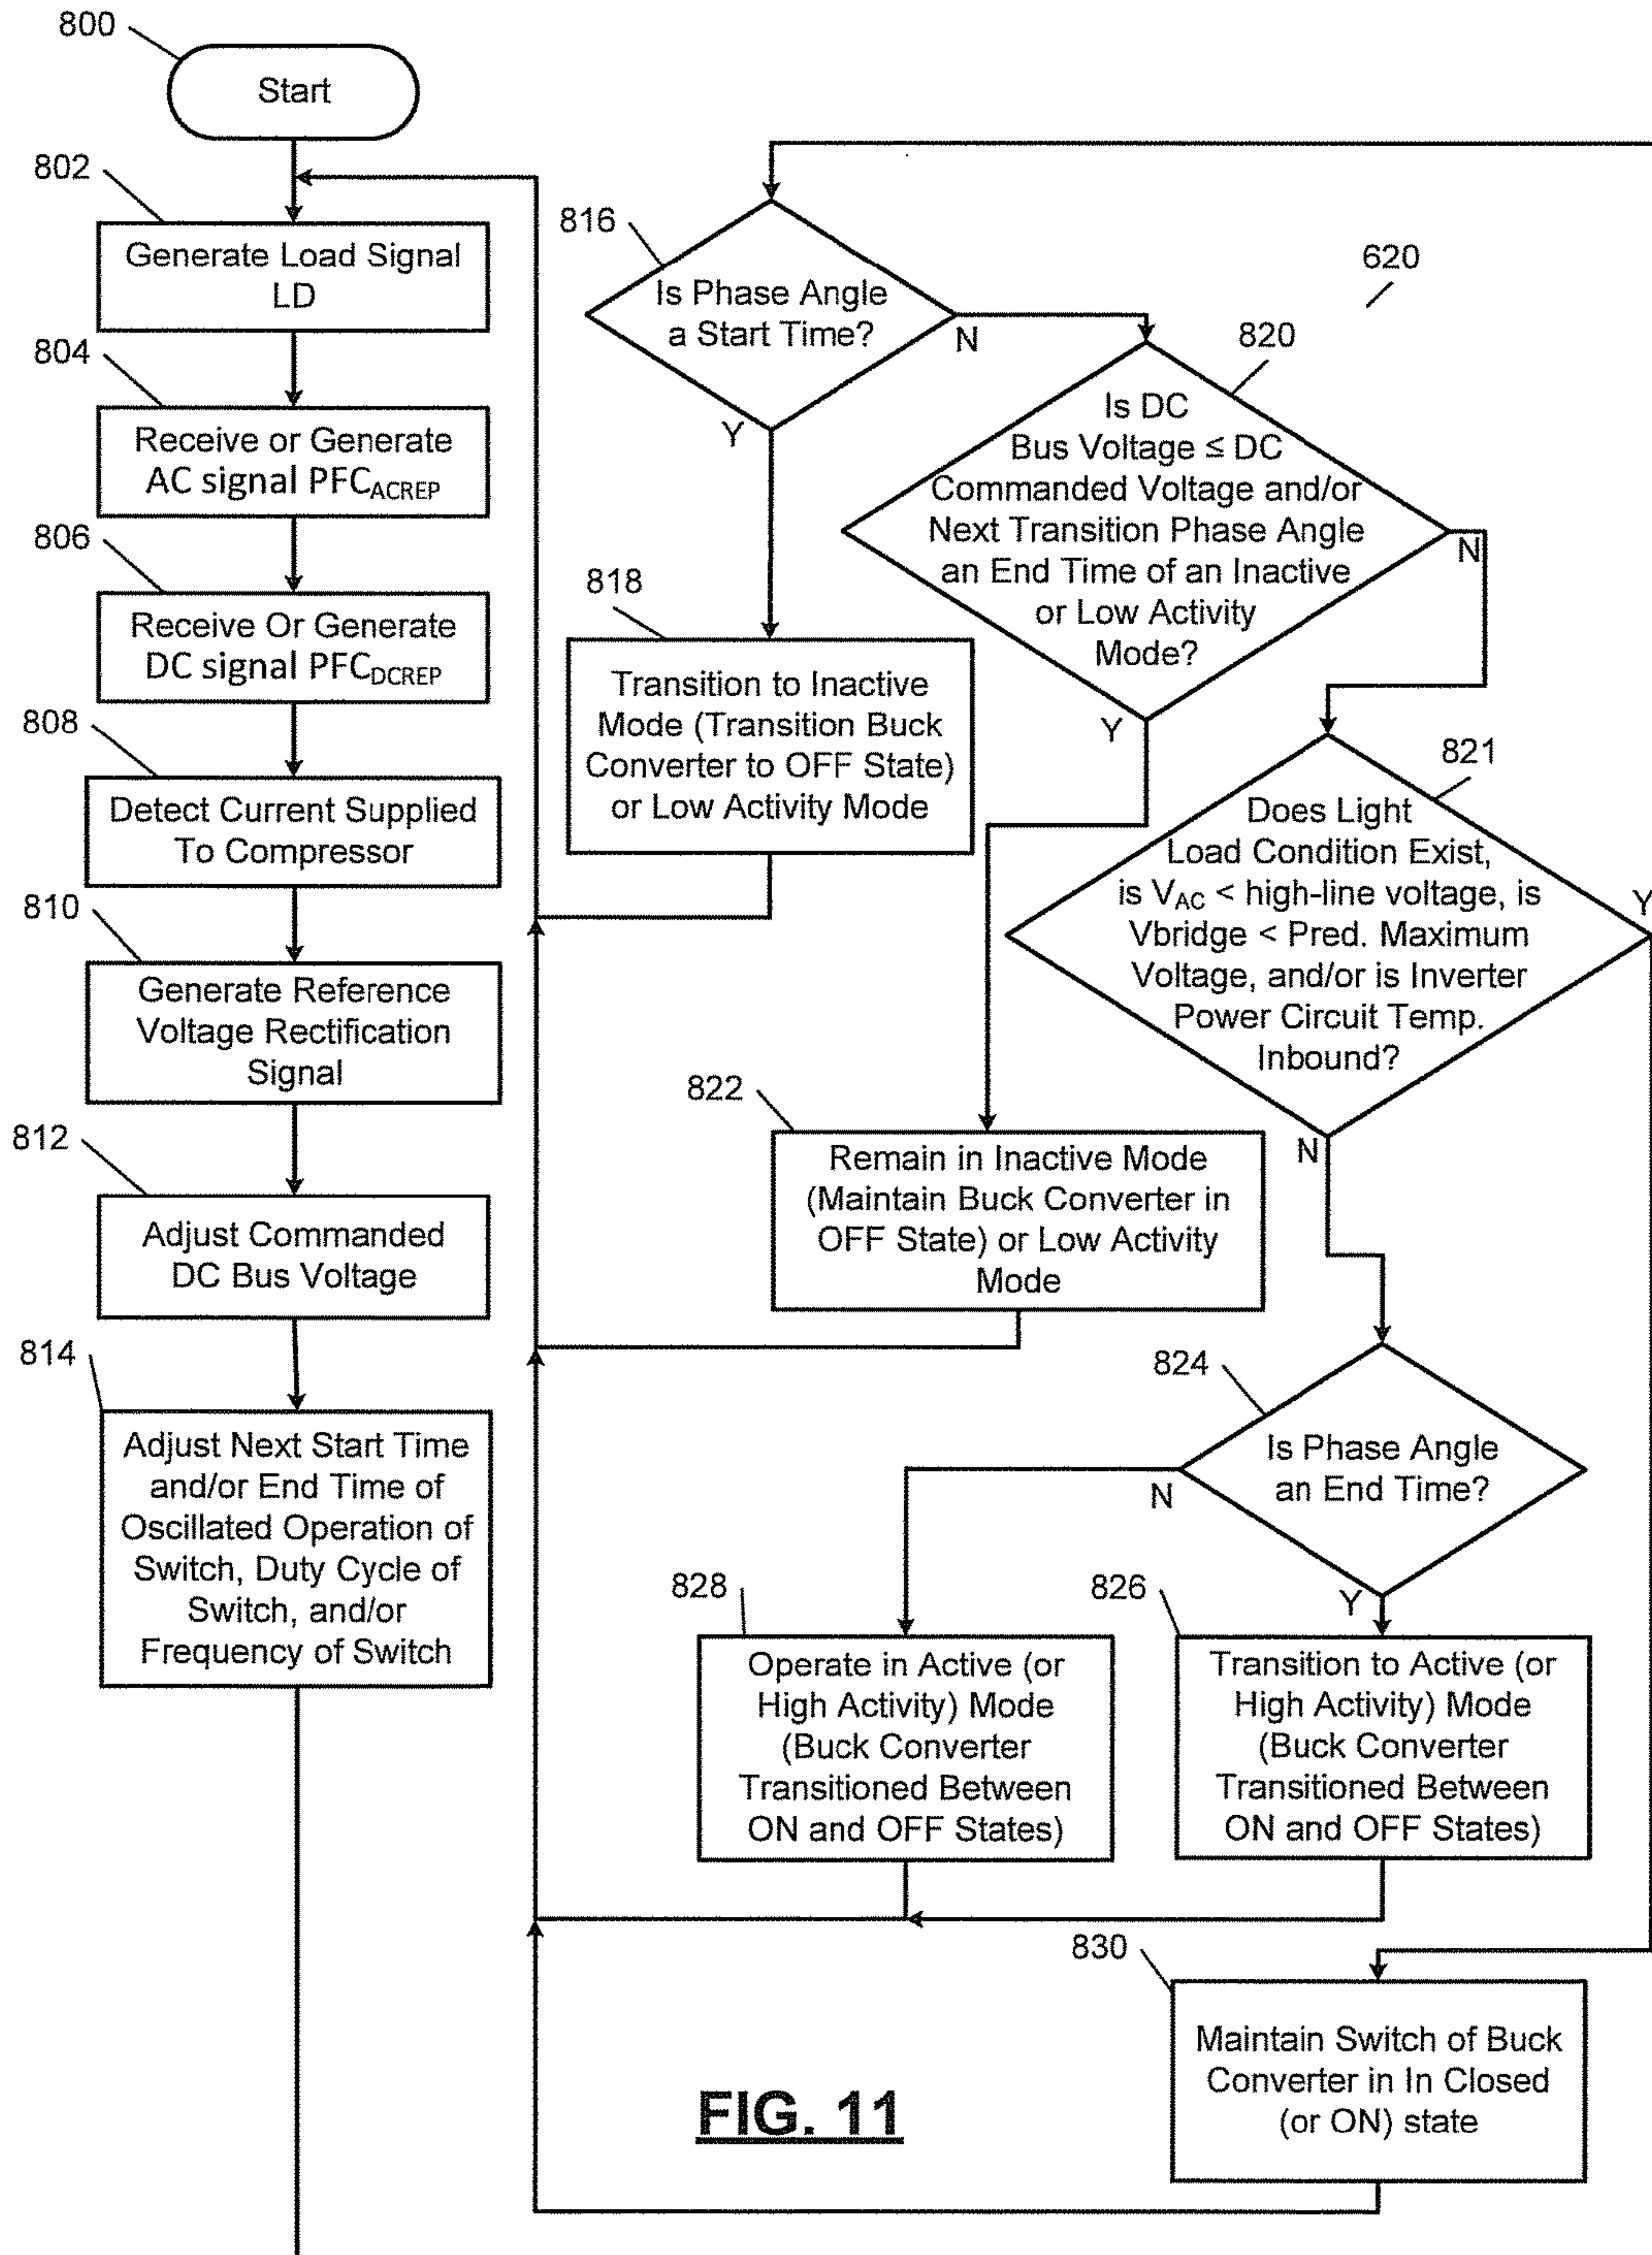 800
Start
802
Generate Load Signal
LD
804
Receive or Generate
AC signal PFCACREP
806
Receive Or Generate
DC signal PFCDCREP
808
Detect Current Supplied
To Compressor
810
Generate Reference
Voltage Rectification
Signal
812
Adjust Commanded
DC Bus Voltage
814
Adjust Next Start Time
and/or End Time of
Oscillated Operation of
Switch, Duty Cycle of
Switch, and/or
Frequency of Switch
816
Is Phase Angle
a Start Time?
N
Y
620
818
Transition to Inactive
Mode (Transition Buck
Converter to OFF State)
or Low Activity Mode
820
Is DC
Bus Voltage ≤ DC
Commanded Voltage and/or
Next Transition Phase Angle
an End Time of an Inactive
or Low Activity
Mode?
N
Y
821
Does Light
Load Condition Exist,
is VAC < high-line voltage, is
Vbridge < Pred. Maximum
Voltage, and/or is Inverter
Power Circuit Temp.
Inbound?
Y
N
822
Remain in Inactive Mode
(Maintain Buck Converter in
OFF State) or Low Activity
Mode
824
Is Phase Angle
an End Time?
N
Y
828
Operate in Active (or
High Activity) Mode
(Buck Converter
Transitioned Between
ON and OFF States)
826
Transition to Active (or
High Activity) Mode
(Buck Converter
Transitioned Between
ON and OFF States)
830
Maintain Switch of Buck
Converter in In Closed
(or ON) state
FIG. 11